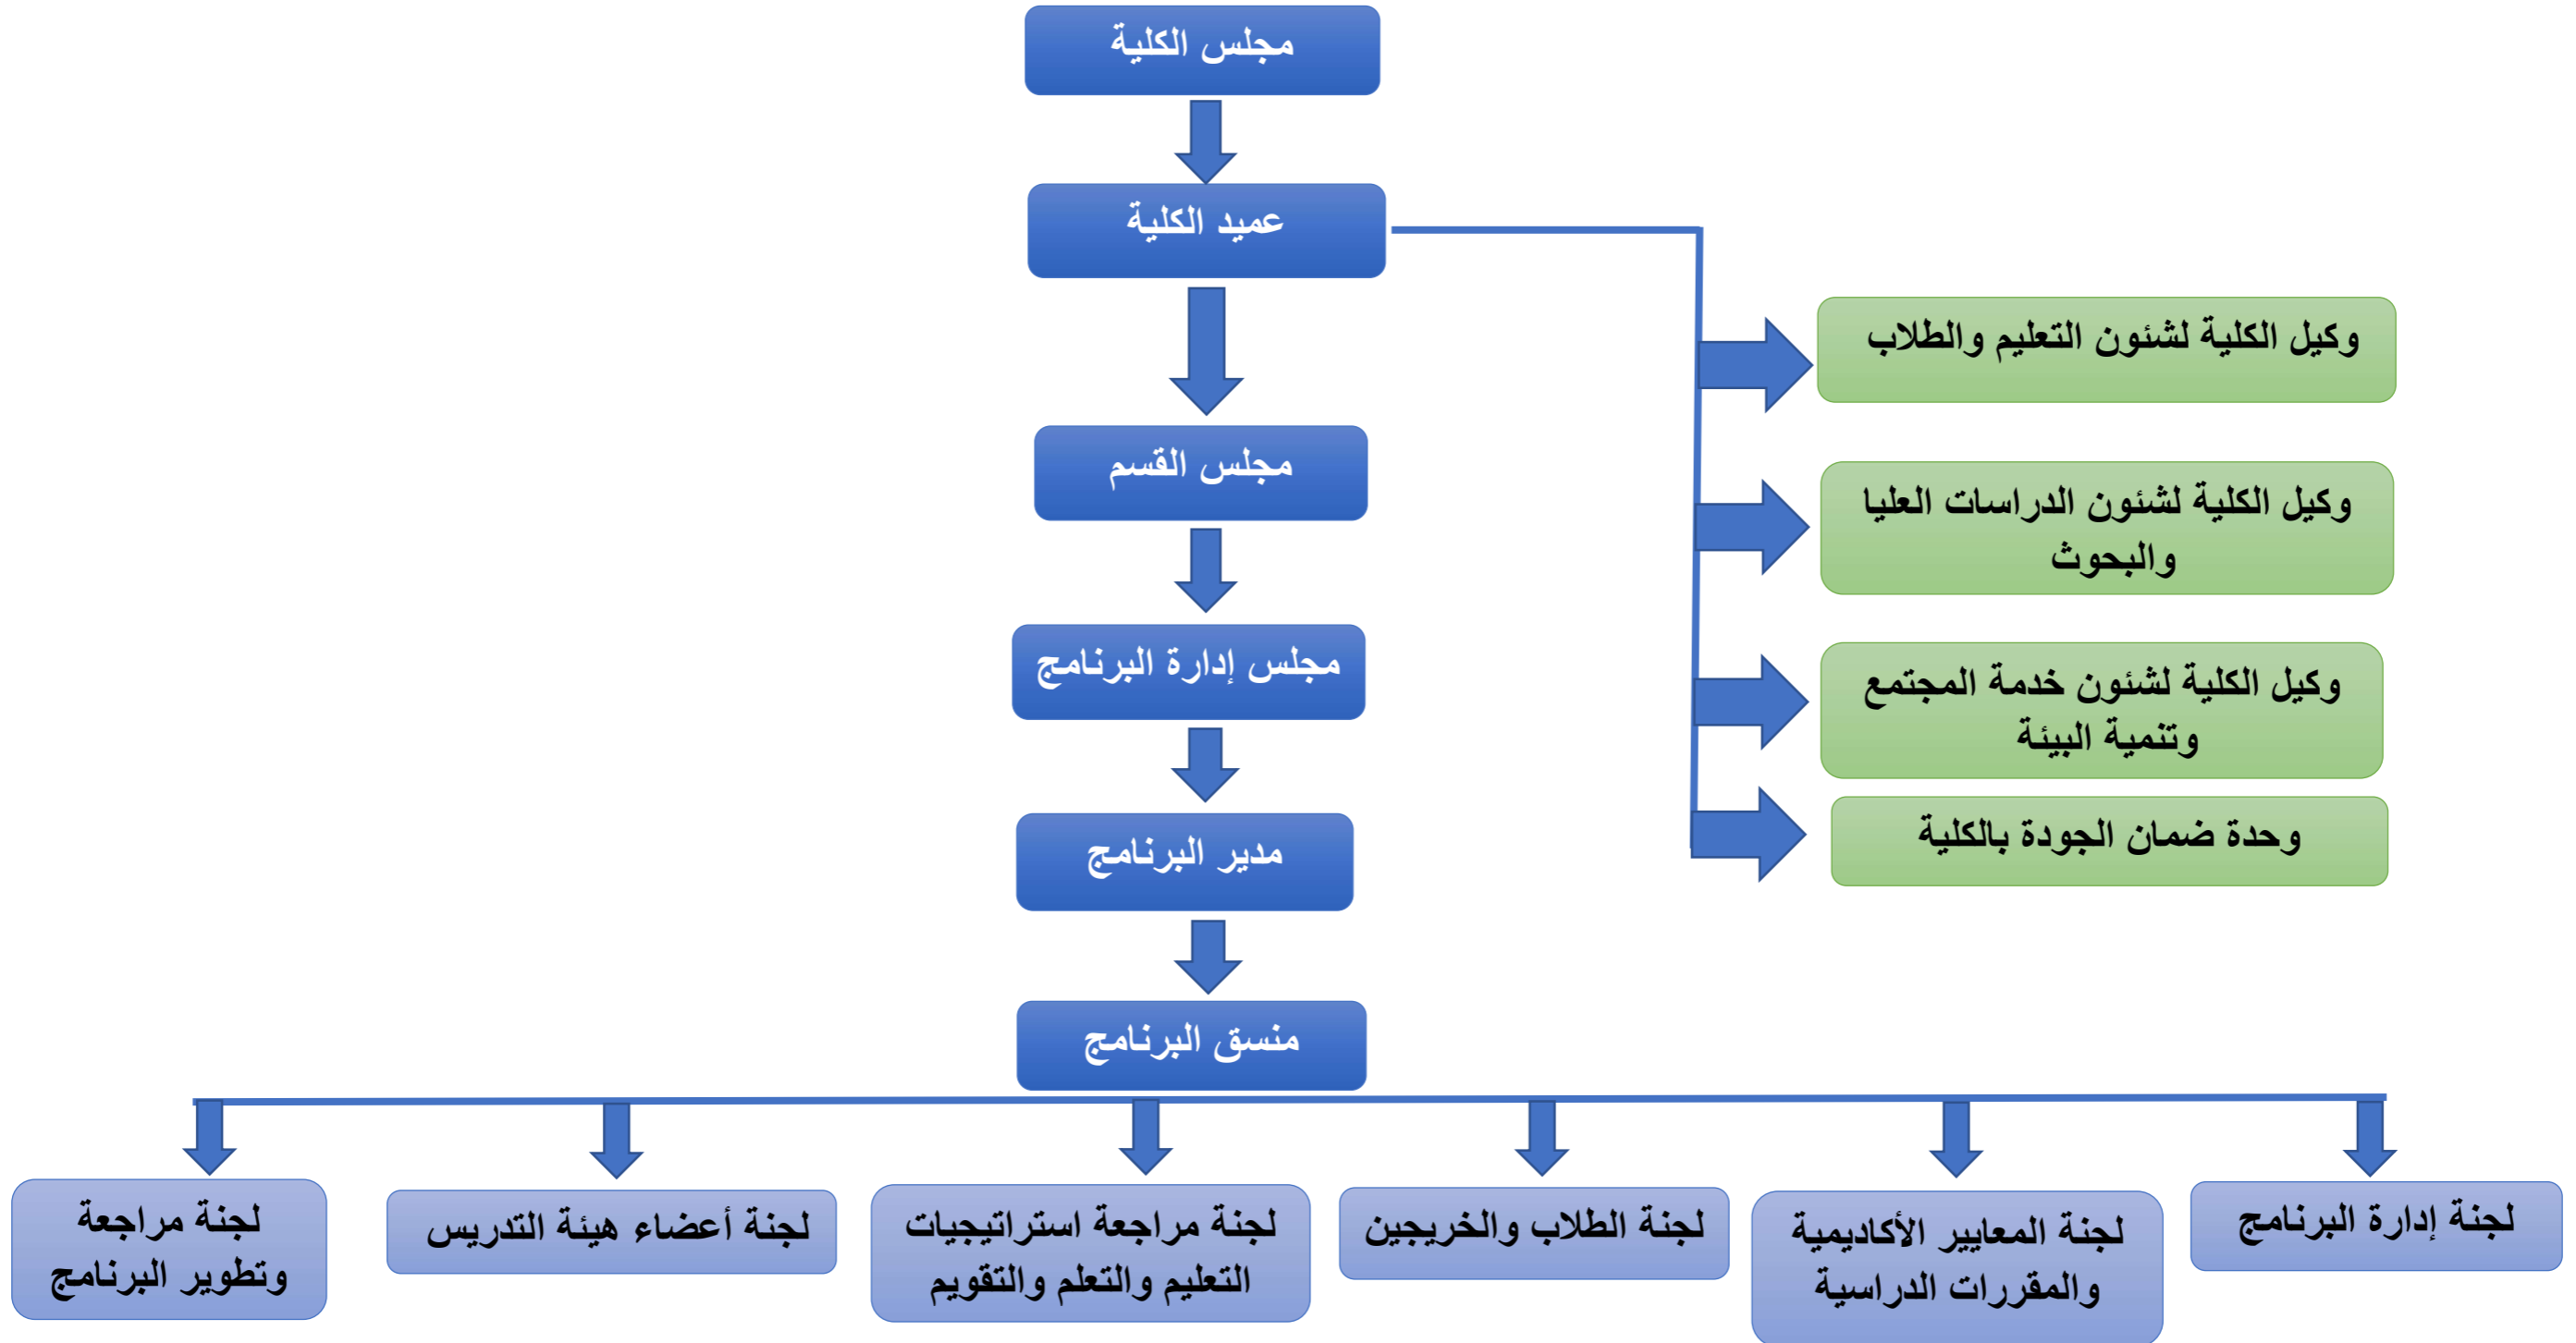 مجلس الكلية
عميد الكلية
وكيل الكلية لشئون التعليم والطلاب
وكيل الكلية لشئون الدراسات العليا
والبحوث
وكيل الكلية لشئون خدمة المجتمع
وتنمية البيئة
وحدة ضمان الجودة بالكلية
مجلس القسم
مجلس إدارة البرنامج
مدير البرنامج
منسق البرنامج
لجنة إدارة البرنامج
لجنة المعايير الأكاديمية
والمقررات الدراسية
لجنة الطلاب والخريجين
لجنة مراجعة استراتيجيات
التعليم والتعلم والتقويم
لجنة أعضاء هيئة التدريس
لجنة مراجعة
وتطوير البرنامج